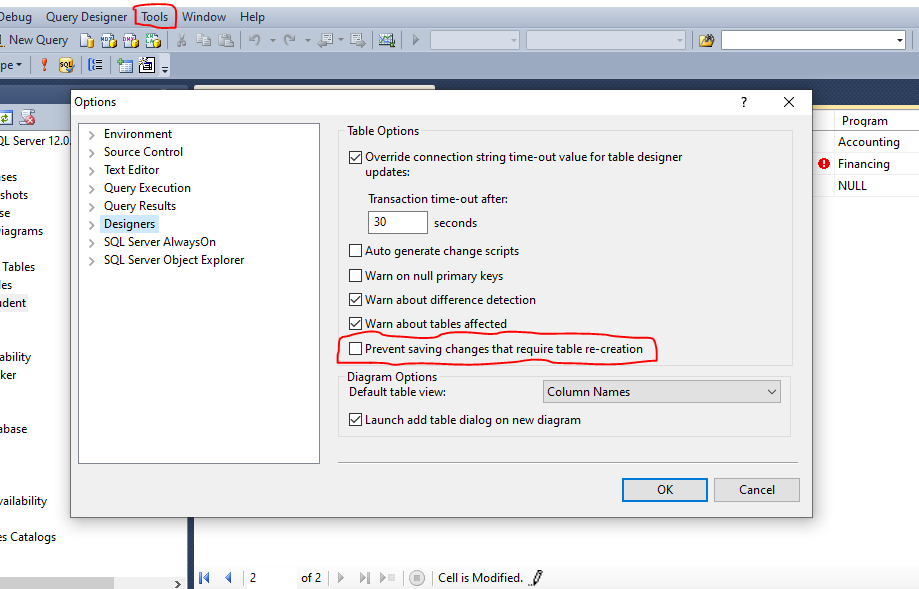 Debug Query Designer Tools Window Help
New Query
pe
SQL
Options ? X
Program
QL Server 12.0.
Accounting
Financing
NULL
ses
shots
se
iagrams
Tables
les
udent
ability
ker
abase
vailability
es Catalogs
Environment
Source Control
Text Editor
Query Execution
Query Results
Designers
SQL Server AlwaysOn
SQL Server Object Explorer
Table Options
Override connection string time-out value for table designer
updates:
Transaction time-out after:
30 seconds
Auto generate change scripts
Warn on null primary keys
Warn about difference detection
Warn about tables affected
Prevent saving changes that require table re-creation
Diagram Options
Default table view: Column Names
Launch add table dialog on new diagram
OK Cancel
2 of 2 Cell is Modified.